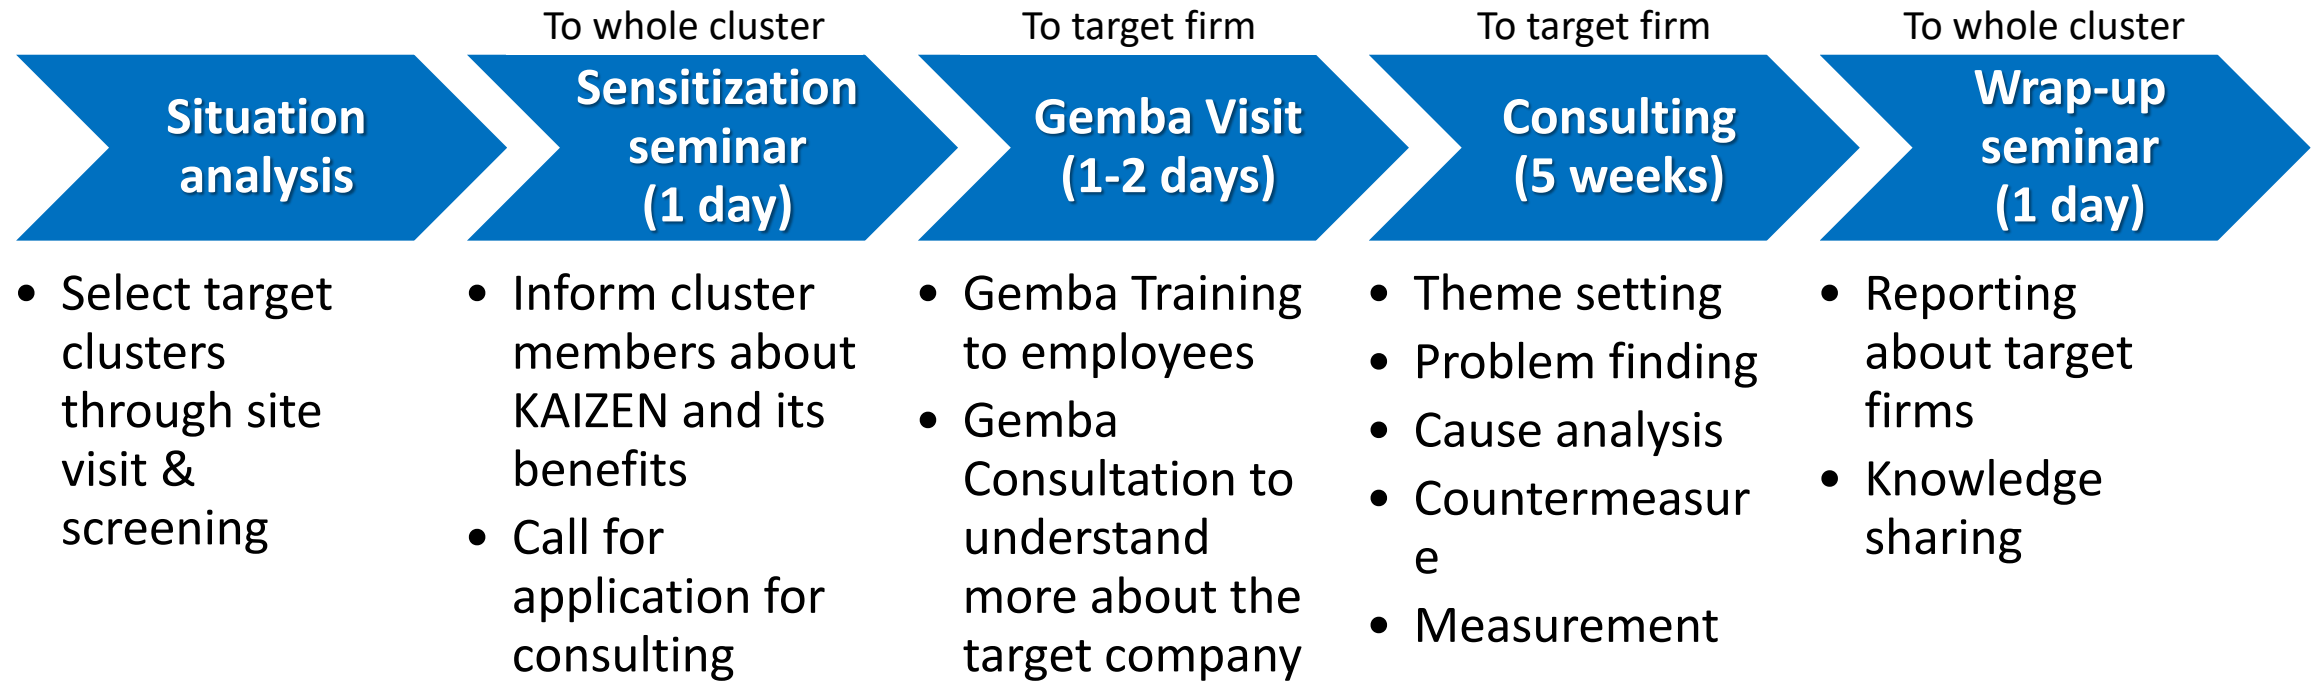 To whole cluster
To target firm
To target firm
To whole cluster
Situation
analysis
Sensitization
seminar
(1 day)
Gemba Visit
(1-2 days)
Consulting
(5 weeks)
Wrap-up
seminar
(1 day)
• Select target
clusters
through site
visit &
screening
• Inform cluster
members about
KAIZEN and its
benefits
• Call for
application for
consulting
• Gemba Training
to employees
• Gemba
Consultation to
understand
more about the
target company
• Theme setting
• Problem finding
• Cause analysis
• Countermeasur
e
• Measurement
• Reporting
about target
firms
• Knowledge
sharing